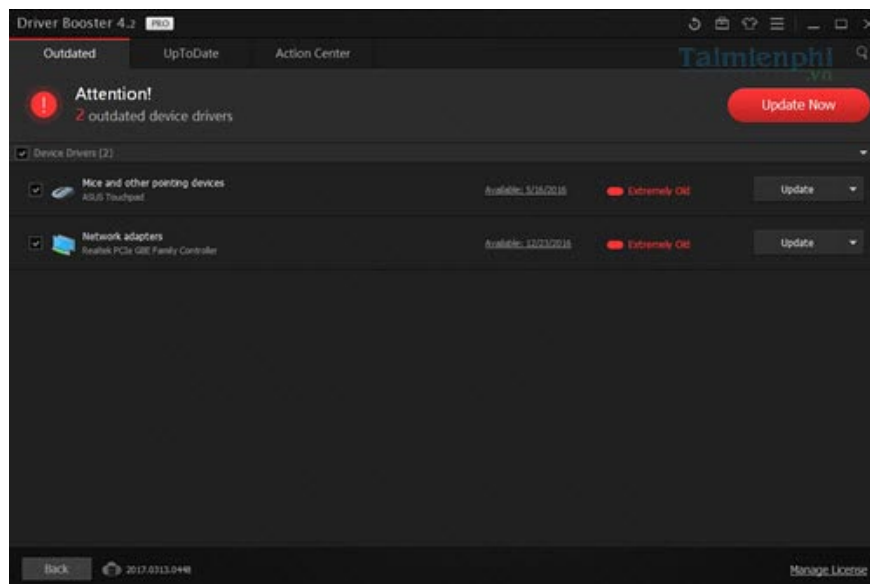 Driver Booster 4.2 PRO
Outdated UpToDate Action Center
Taimienphi
.vn
Attention!
2 outdated device drivers
Update Now
Device Drivers (2)
Mice and other pointing devices
ASUS Touchpad
Available: 5/16/2016 Extremely Old Update
Network adapters
Realtek PCIe GBE Family Controller
Available: 12/23/2016 Extremely Old Update
Back 2017.0313.0448 Manage License